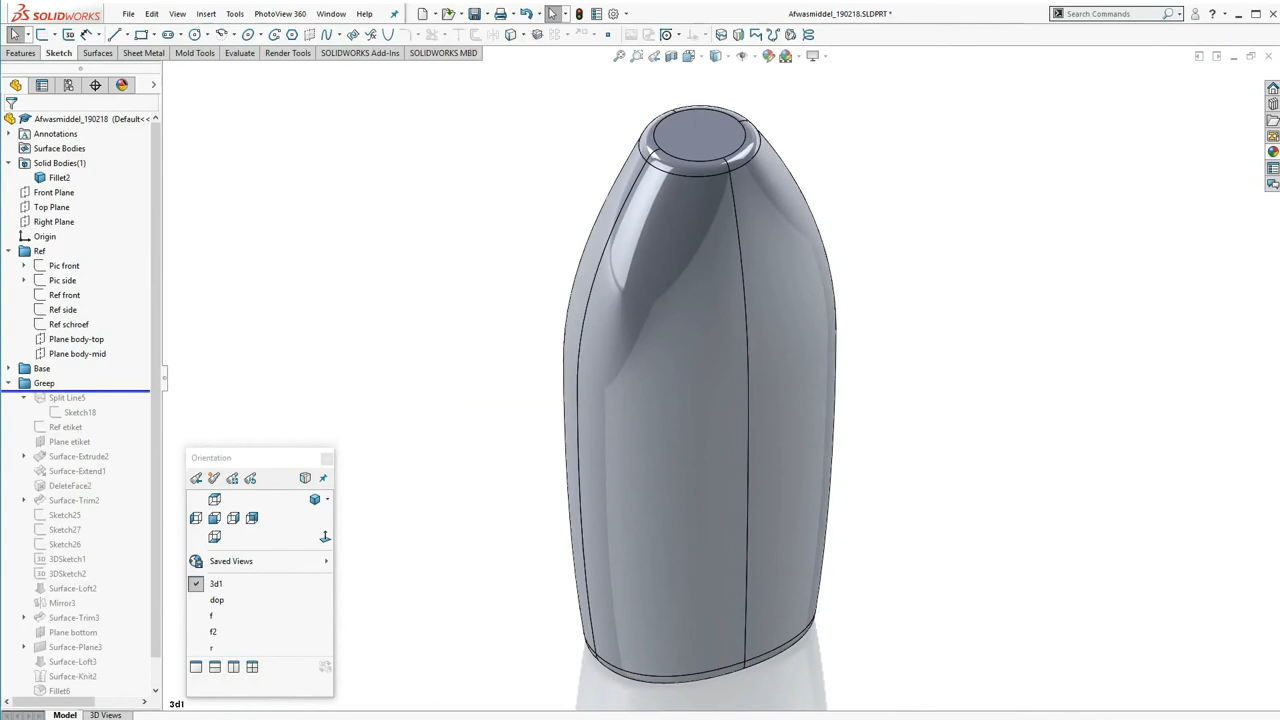 SOLIDWORKS File Edit View Insert Tools PhotoView 360 Window Help Afwasmiddel_190218.SLDPRT * Search Commands
Features Sketch Surfaces Sheet Metal Mold Tools Evaluate Render Tools SOLIDWORKS Add-Ins SOLIDWORKS MBD
Afwasmiddel_190218 (Default<<
Annotations
Surface Bodies
Solid Bodies(1)
Fillet2
Front Plane
Top Plane
Right Plane
Origin
Ref
Pic front
Pic side
Ref front
Ref side
Ref schroef
Plane body-top
Plane body-mid
Base
Greep
Split Line5
Sketch18
Ref etiket
Plane etiket
Surface-Extrude2
Surface-Extend1
DeleteFace2
Surface-Trim2
Sketch25
Sketch27
Sketch26
3DSketch1
3DSketch2
Surface-Loft2
Mirror3
Surface-Trim3
Plane bottom
Surface-Plane3
Surface-Loft3
Surface-Knit2
Fillet6
Orientation
Saved Views
3d1
dop
f
f2
r
3d1
Model 3D Views